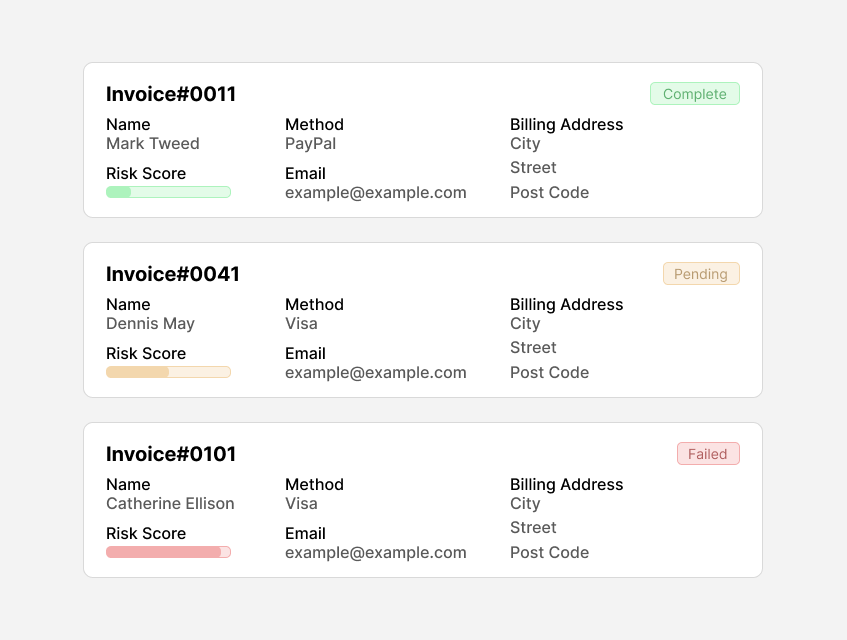 Invoice#0011
Complete
Name
Mark Tweed
Method
PayPal
Billing Address
City
Street
Post Code
Risk Score
Email
example@example.com
Invoice#0041
Pending
Name
Dennis May
Method
Visa
Billing Address
City
Street
Post Code
Risk Score
Email
example@example.com
Invoice#0101
Failed
Name
Catherine Ellison
Method
Visa
Billing Address
City
Street
Post Code
Risk Score
Email
example@example.com